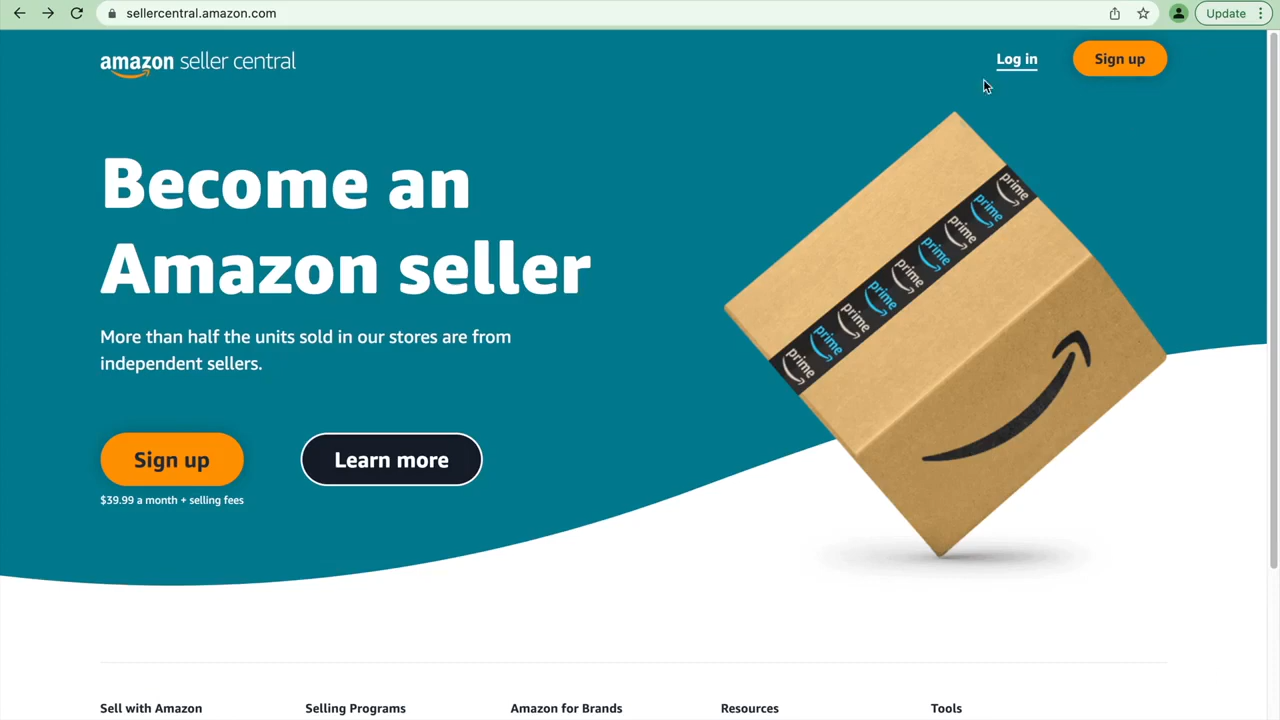 sellercentral.amazon.com
Update
amazon seller central
Log in
Sign up
Become an
Amazon seller
More than half the units sold in our stores are from
independent sellers.
Sign up
Learn more
$39.99 a month + selling fees
prime
prime
prime
prime
prime
prime
prime
prime
prime
Sell with Amazon
Selling Programs
Amazon for Brands
Resources
Tools